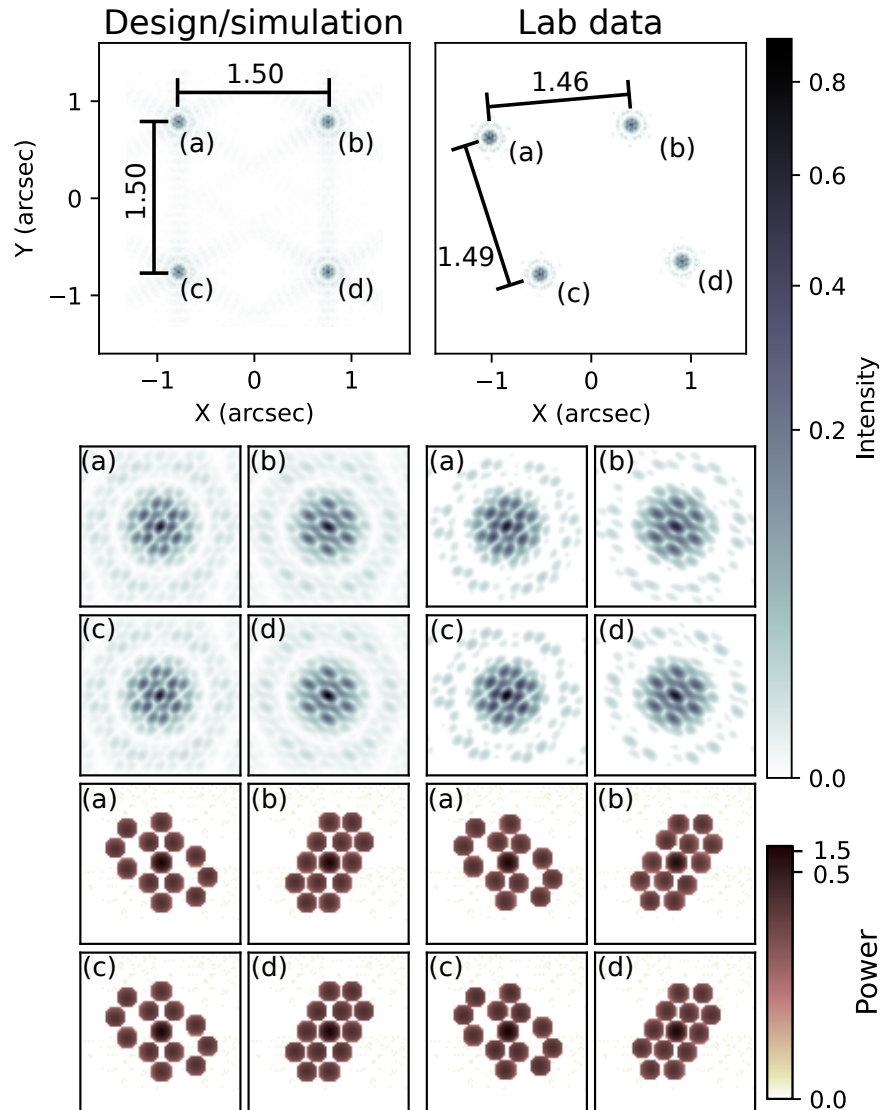 Design/simulation
Lab data
1.50
1.50
(a)
(b)
(c)
(d)
Y (arcsec)
1
0
−1
−1
0
1
X (arcsec)
1.46
1.49
(a)
(b)
(c)
(d)
−1
0
1
X (arcsec)
0.8
0.6
0.4
0.2
0.0
Intensity
(a)
(b)
(a)
(b)
(c)
(d)
(c)
(d)
(a)
(b)
(a)
(b)
(c)
(d)
(c)
(d)
1.5
0.5
0.0
Power